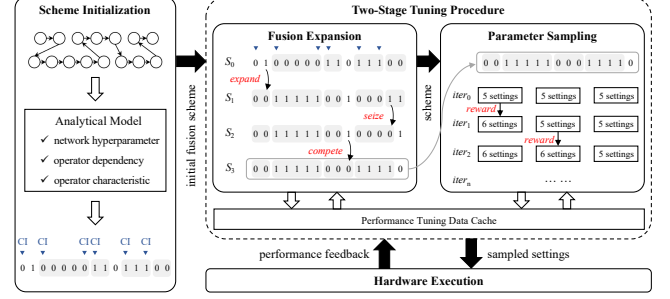 Scheme Initialization
Analytical Model
✓ network hyperparameter
✓ operator dependency
✓ operator characteristic
CI CI CI CI CI CI
0 1 0 0 0 0 0 1 1 0 1 1 1 0 0
initial fusion scheme
Two-Stage Tuning Procedure
Fusion Expansion
S0 0 1 0 0 0 0 0 1 1 0 1 1 1 0 0
expand
S1 0 0 1 1 1 1 1 0 0 1 0 0 0 1 1
seize
S2 0 0 1 1 1 1 1 0 0 1 0 0 0 0 1
compete
S3 0 0 1 1 1 1 1 0 0 0 1 1 1 1 0
scheme
Parameter Sampling
0 0 1 1 1 1 1 0 0 0 1 1 1 1 0
iter0 5 settings 5 settings 5 settings
reward
iter1 6 settings 5 settings 5 settings
reward
iter2 6 settings 6 settings 5 settings
itern ... ...
Performance Tuning Data Cache
performance feedback
sampled settings
Hardware Execution